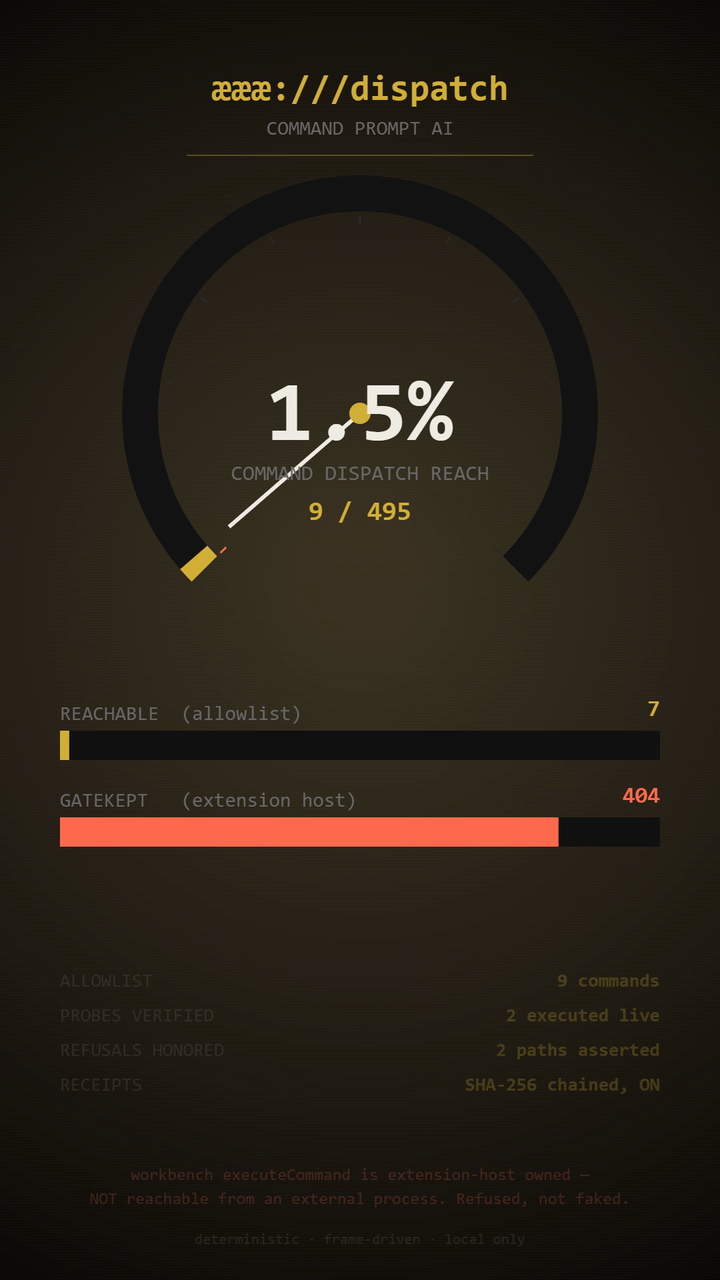 æææ:///dispatch
COMMAND PROMPT AI
1.5%
COMMAND DISPATCH REACH
9 / 495
REACHABLE (allowlist) 7
GATEKEPT (extension host) 404
ALLOWLIST 9 commands
PROBES VERIFIED 2 executed live
REFUSALS HONORED 2 paths asserted
RECEIPTS SHA-256 chained, ON
workbench executeCommand is extension-host owned —
NOT reachable from an external process. Refused, not faked.
deterministic · frame-driven · local only